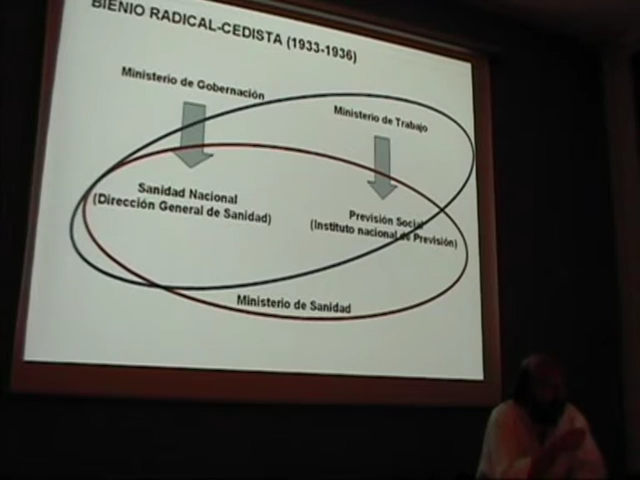 BIENIO RADICAL-CEDISTA (1933-1936)
Ministerio de Gobernación
Ministerio de Trabajo
Sanidad Nacional
(Dirección General de Sanidad)
Previsión Social
(Instituto nacional de Previsión)
Ministerio de Sanidad